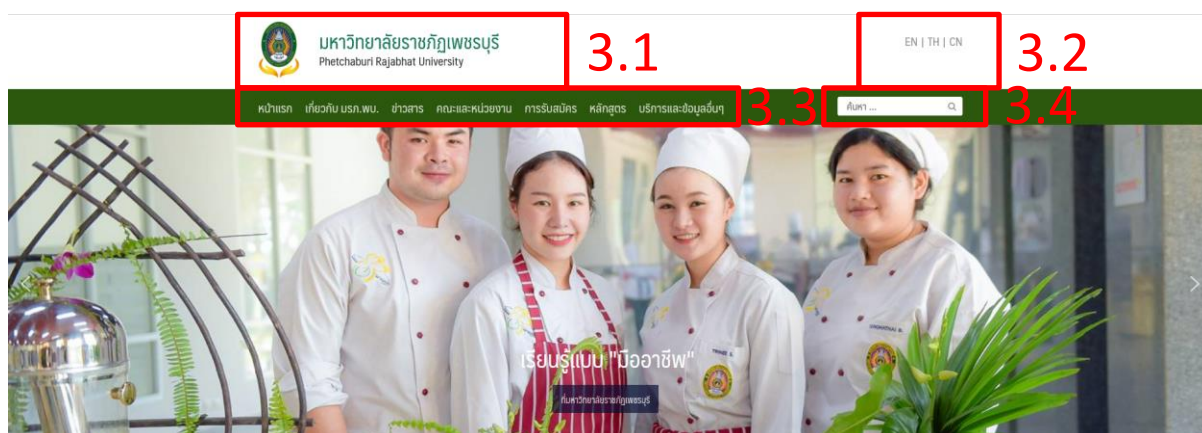 มหาวิทยาลัยราชภัฏเพชรบุรี
Phetchaburi Rajabhat University
3.1
EN | TH | CN
3.2
หน้าแรก เกี่ยวกับ มรภ.พบ. ข่าวสาร คณะและหน่วยงาน การรับสมัคร หลักสูตร บริการและข้อมูลอื่นๆ
3.3
ค้นหา ...
3.4
เรียนรู้แบบ "มืออาชีพ"
ที่มหาวิทยาลัยราชภัฏเพชรบุรี